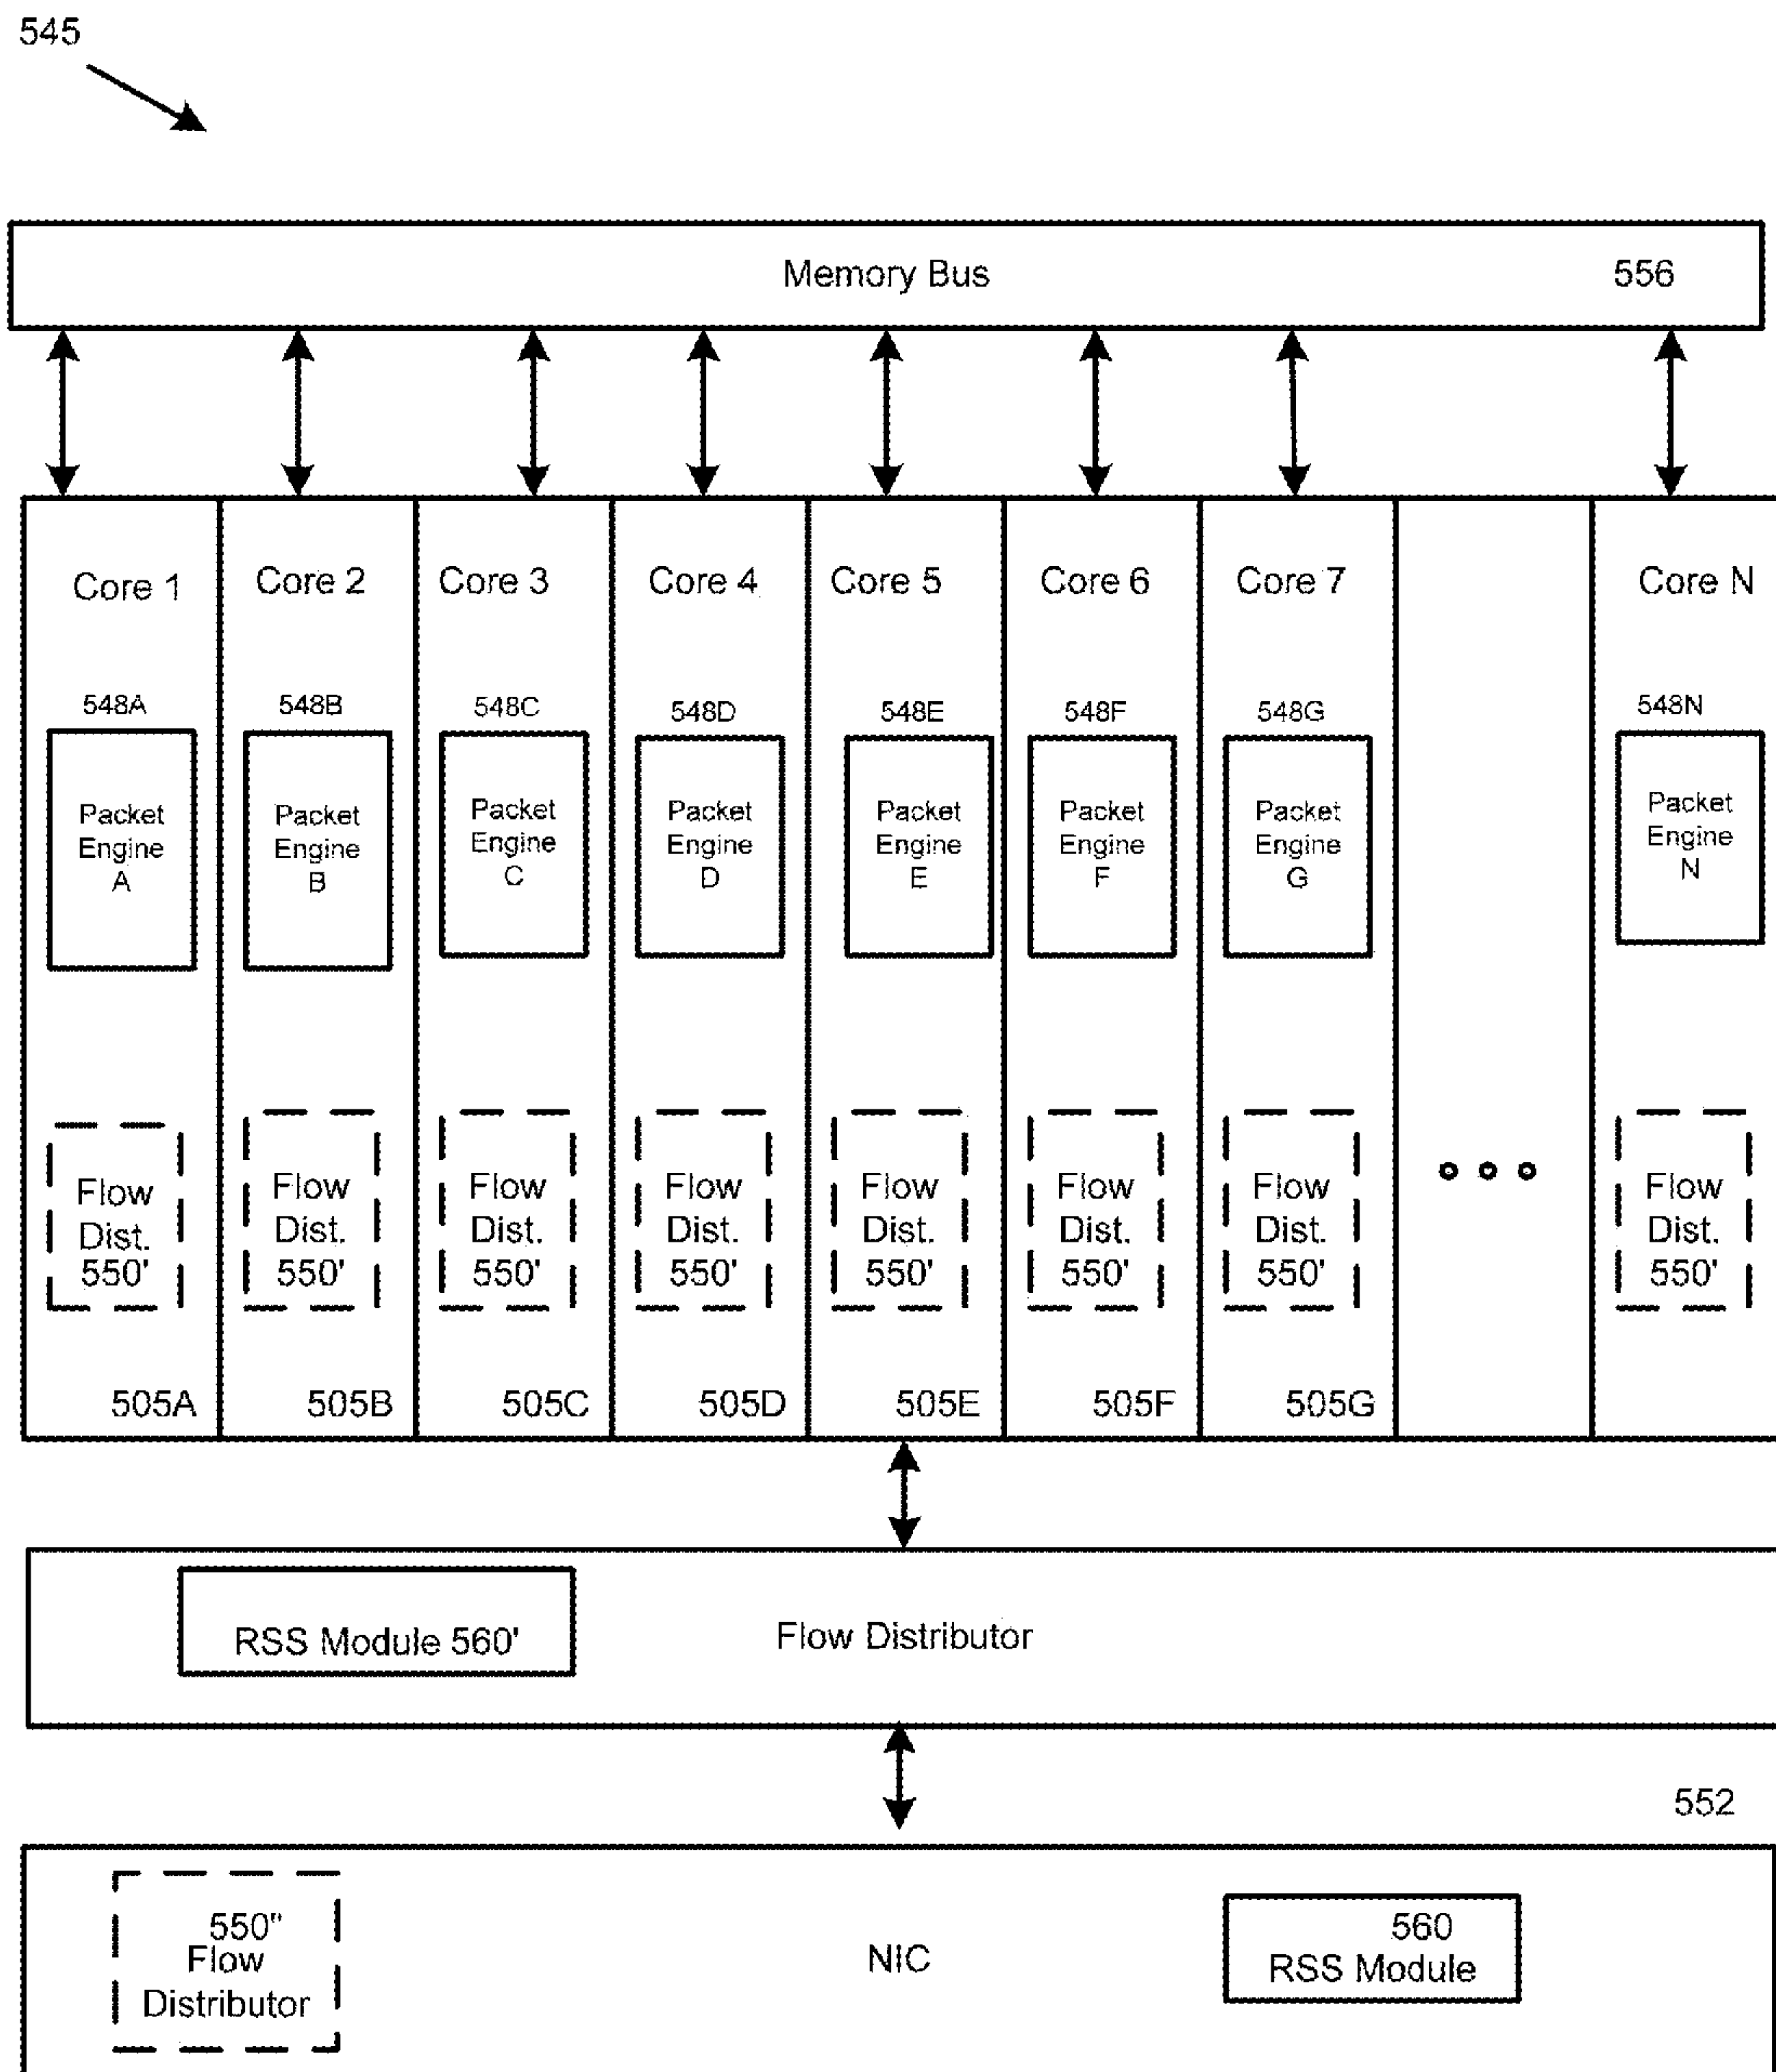 545
Memory Bus 556
Core 1 Core 2 Core 3 Core 4 Core 5 Core 6 Core 7 Core N
548A 548B 548C 548D 548E 548F 548G 548N
Packet Engine A
Packet Engine B
Packet Engine C
Packet Engine D
Packet Engine E
Packet Engine F
Packet Engine G
Packet Engine N
Flow Dist. 550'
Flow Dist. 550'
Flow Dist. 550'
Flow Dist. 550'
Flow Dist. 550'
Flow Dist. 550'
Flow Dist. 550'
Flow Dist. 550'
505A 505B 505C 505D 505E 505F 505G
RSS Module 560' Flow Distributor
552
550"
Flow
Distributor
NIC
560
RSS Module